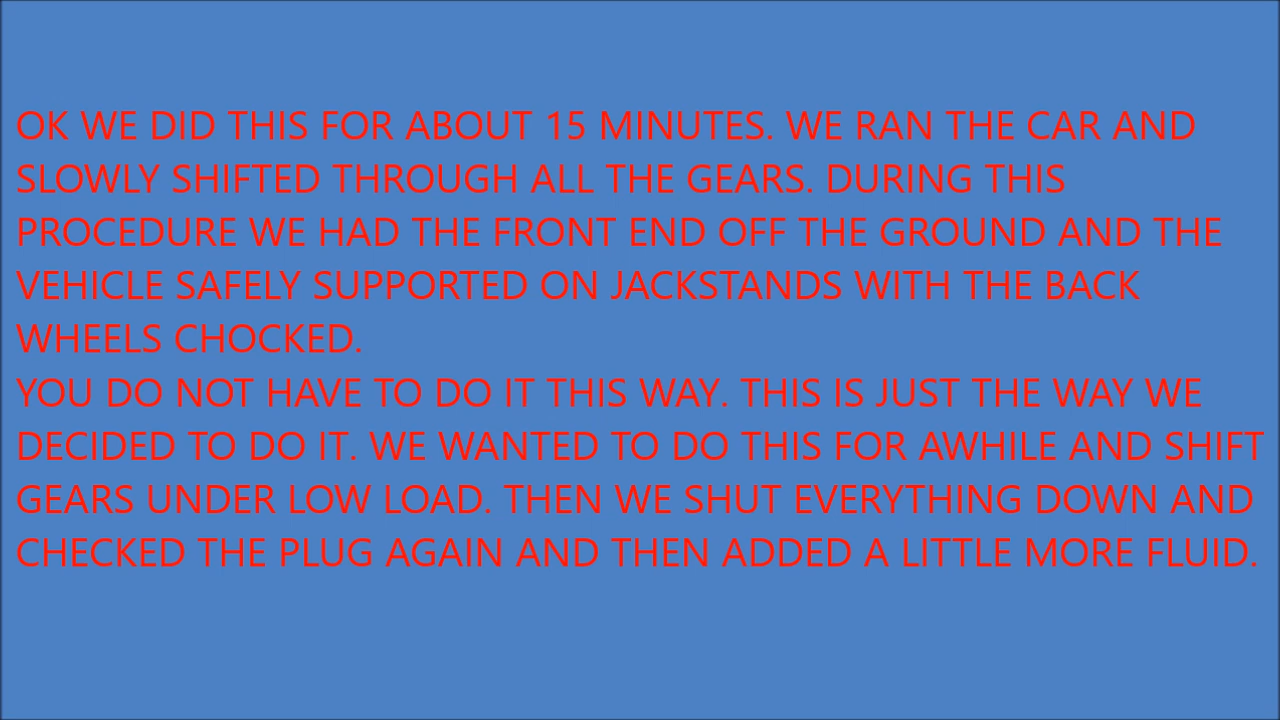 OK WE DID THIS FOR ABOUT 15 MINUTES. WE RAN THE CAR AND
SLOWLY SHIFTED THROUGH ALL THE GEARS. DURING THIS
PROCEDURE WE HAD THE FRONT END OFF THE GROUND AND THE
VEHICLE SAFELY SUPPORTED ON JACKSTANDS WITH THE BACK
WHEELS CHOCKED.
YOU DO NOT HAVE TO DO IT THIS WAY. THIS IS JUST THE WAY WE
DECIDED TO DO IT. WE WANTED TO DO THIS FOR AWHILE AND SHIFT
GEARS UNDER LOW LOAD. THEN WE SHUT EVERYTHING DOWN AND
CHECKED THE PLUG AGAIN AND THEN ADDED A LITTLE MORE FLUID.